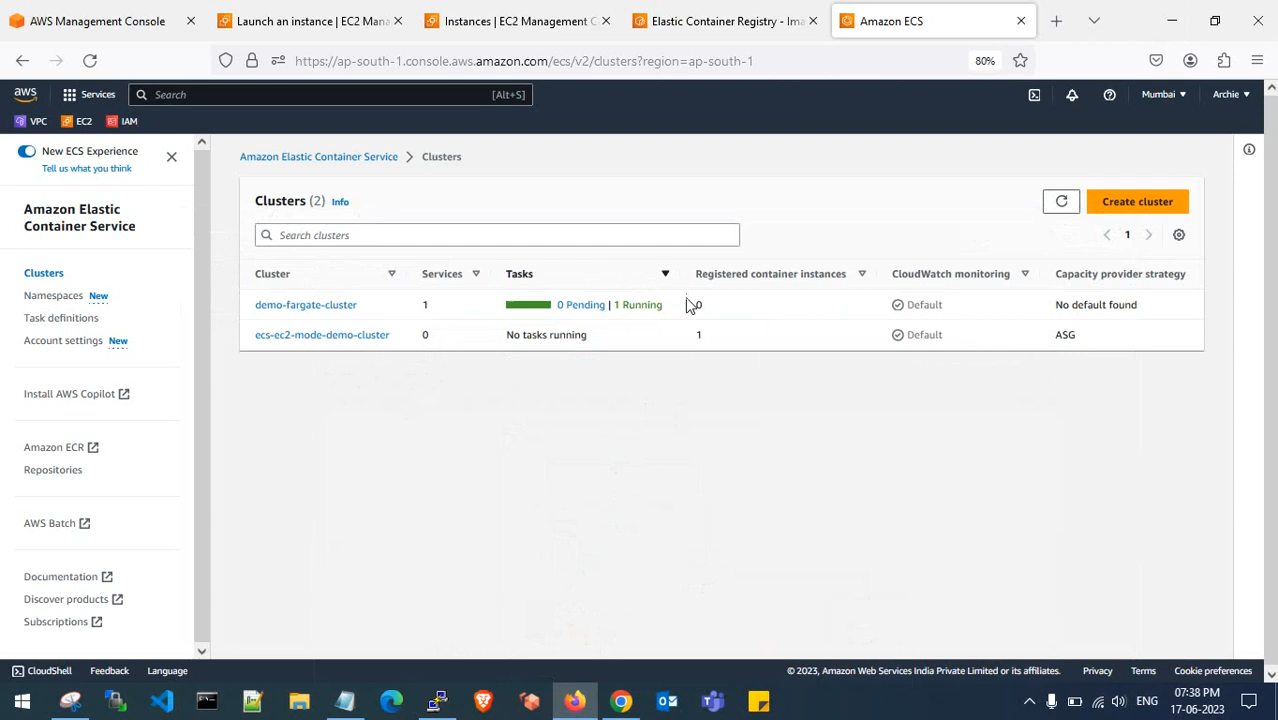 AWS Management Console
Launch an instance | EC2 Mana
Instances | EC2 Management C
Elastic Container Registry - Ima
Amazon ECS
https://ap-south-1.console.aws.amazon.com/ecs/v2/clusters?region=ap-south-1
80%
aws
Services
Search
[Alt+S]
Mumbai
Archie
VPC
EC2
IAM
New ECS Experience
Tell us what you think
Amazon Elastic
Container Service
Clusters
Namespaces New
Task definitions
Account settings New
Install AWS Copilot
Amazon ECR
Repositories
AWS Batch
Documentation
Discover products
Subscriptions
Amazon Elastic Container Service > Clusters
Clusters (2) Info
Create cluster
Search clusters
1
Cluster Services Tasks Registered container instances CloudWatch monitoring Capacity provider strategy
demo-fargate-cluster 1 0 Pending | 1 Running 0 Default No default found
ecs-ec2-mode-demo-cluster 0 No tasks running 1 Default ASG
CloudShell Feedback Language
© 2023, Amazon Web Services India Private Limited or its affiliates. Privacy Terms Cookie preferences
ENG
07:38 PM
17-06-2023